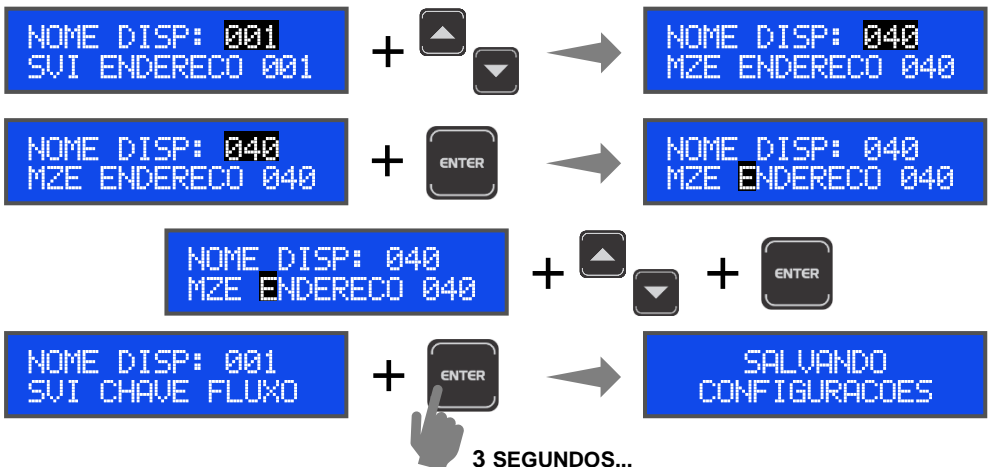 NOME DISP: 001
SVI ENDERECO 001
+
NOME DISP: 040
MZE ENDERECO 040
NOME DISP: 040
MZE ENDERECO 040
+
ENTER
NOME DISP: 040
MZE ENDERECO 040
NOME DISP: 040
MZE ENDERECO 040
+
+
ENTER
NOME DISP: 001
SVI CHAVE FLUXO
+
ENTER
SALVANDO
CONFIGURACOES
3 SEGUNDOS...